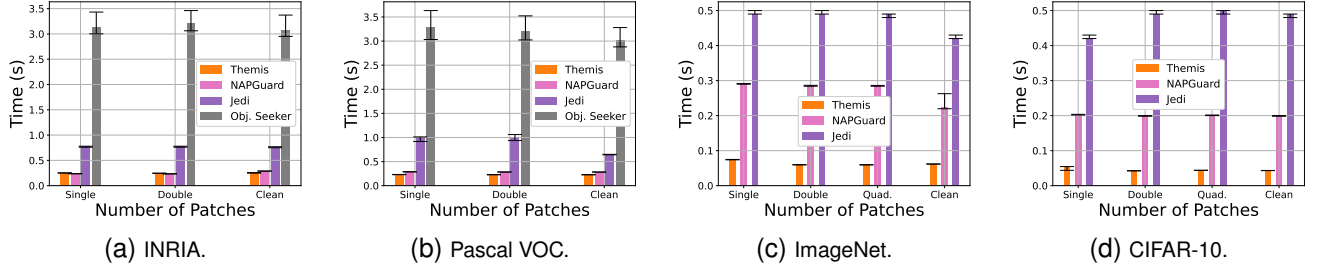 Time (s)
3.5
3.0
2.5
2.0
1.5
1.0
0.5
0.0
Themis
NAPGuard
Jedi
Obj. Seeker
Single
Double
Clean
Number of Patches
(a) INRIA.
Time (s)
3.5
3.0
2.5
2.0
1.5
1.0
0.5
0.0
Themis
NAPGuard
Jedi
Obj. Seeker
Single
Double
Clean
Number of Patches
(b) Pascal VOC.
Time (s)
0.5
0.4
0.3
0.2
0.1
0.0
Themis
NAPGuard
Jedi
Single
Double
Quad.
Clean
Number of Patches
(c) ImageNet.
Time (s)
0.5
0.4
0.3
0.2
0.1
0.0
Themis
NAPGuard
Jedi
Single
Double
Quad.
Clean
Number of Patches
(d) CIFAR-10.